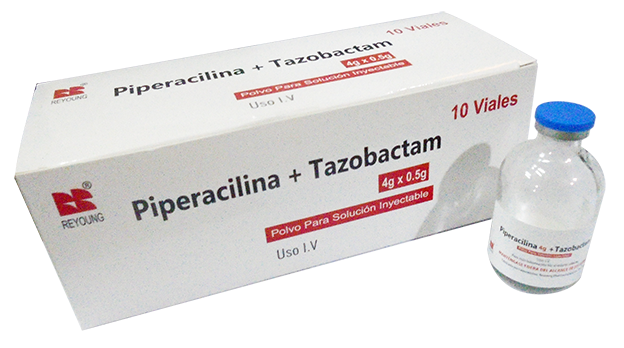 10 Viales
Piperacilina + Tazobactam
4g x 0.5g
Polvo Para Solución Inyectable
Uso I.V
®
REYOUNG
10 Viales
Piperacilina + Tazobactam
4g x 0.5g
Polvo Para Solución Inyectable
Uso I.V
®
REYOUNG
Piperacilina 4g + Tazobactam